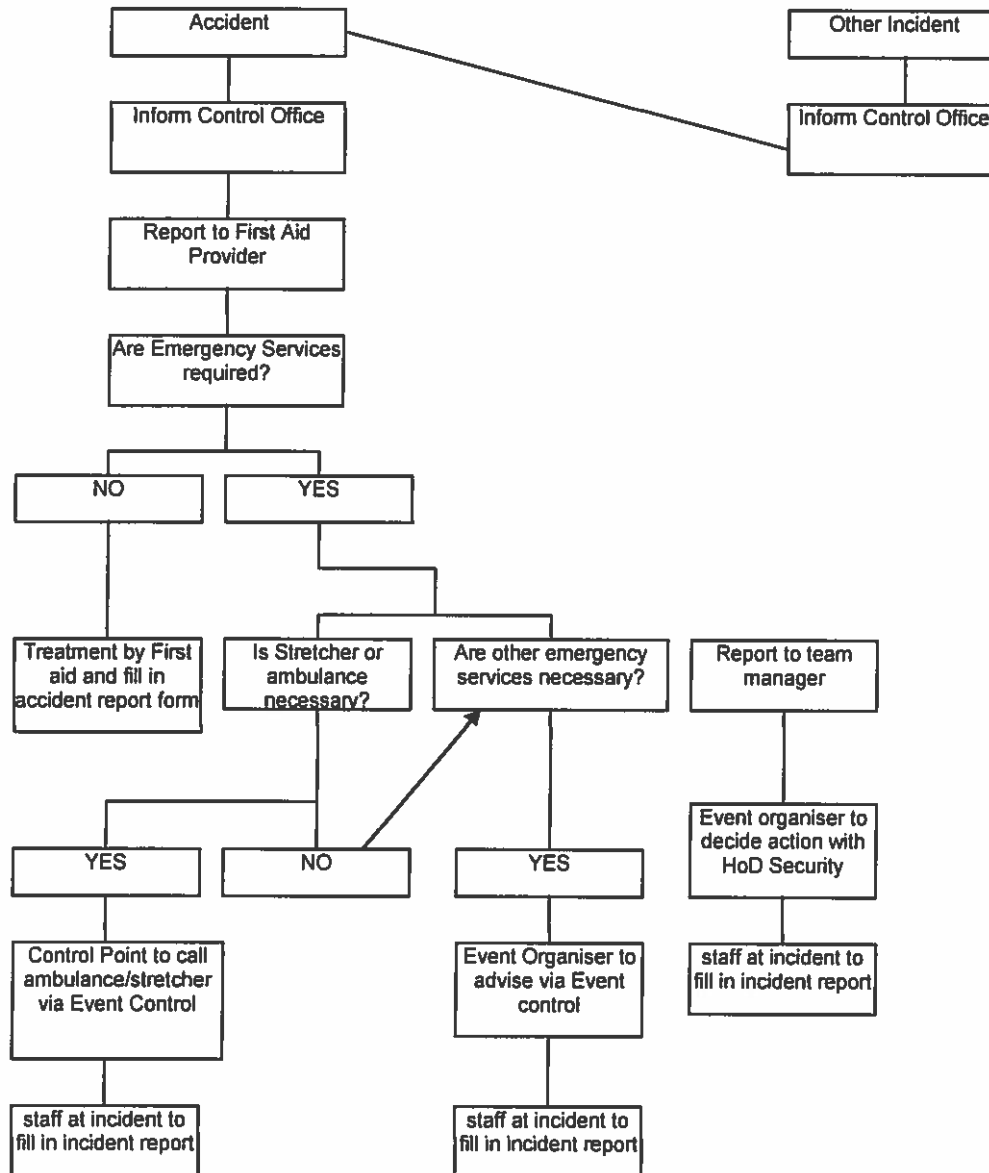 Accident
Other Incident
Inform Control Office
Inform Control Office
Report to First Aid
Provider
Are Emergency Services
required?
NO
YES
Treatment by First
aid and fill in
accident report form
Is Stretcher or
ambulance
necessary?
Are other emergency
services necessary?
Report to team
manager
Event organiser to
decide action with
HoD Security
YES
NO
YES
Control Point to call
ambulance/stretcher
via Event Control
Event Organiser to
advise via Event
control
staff at incident to
fill in incident report
staff at incident to
fill in incident report
staff at incident to
fill in incident report